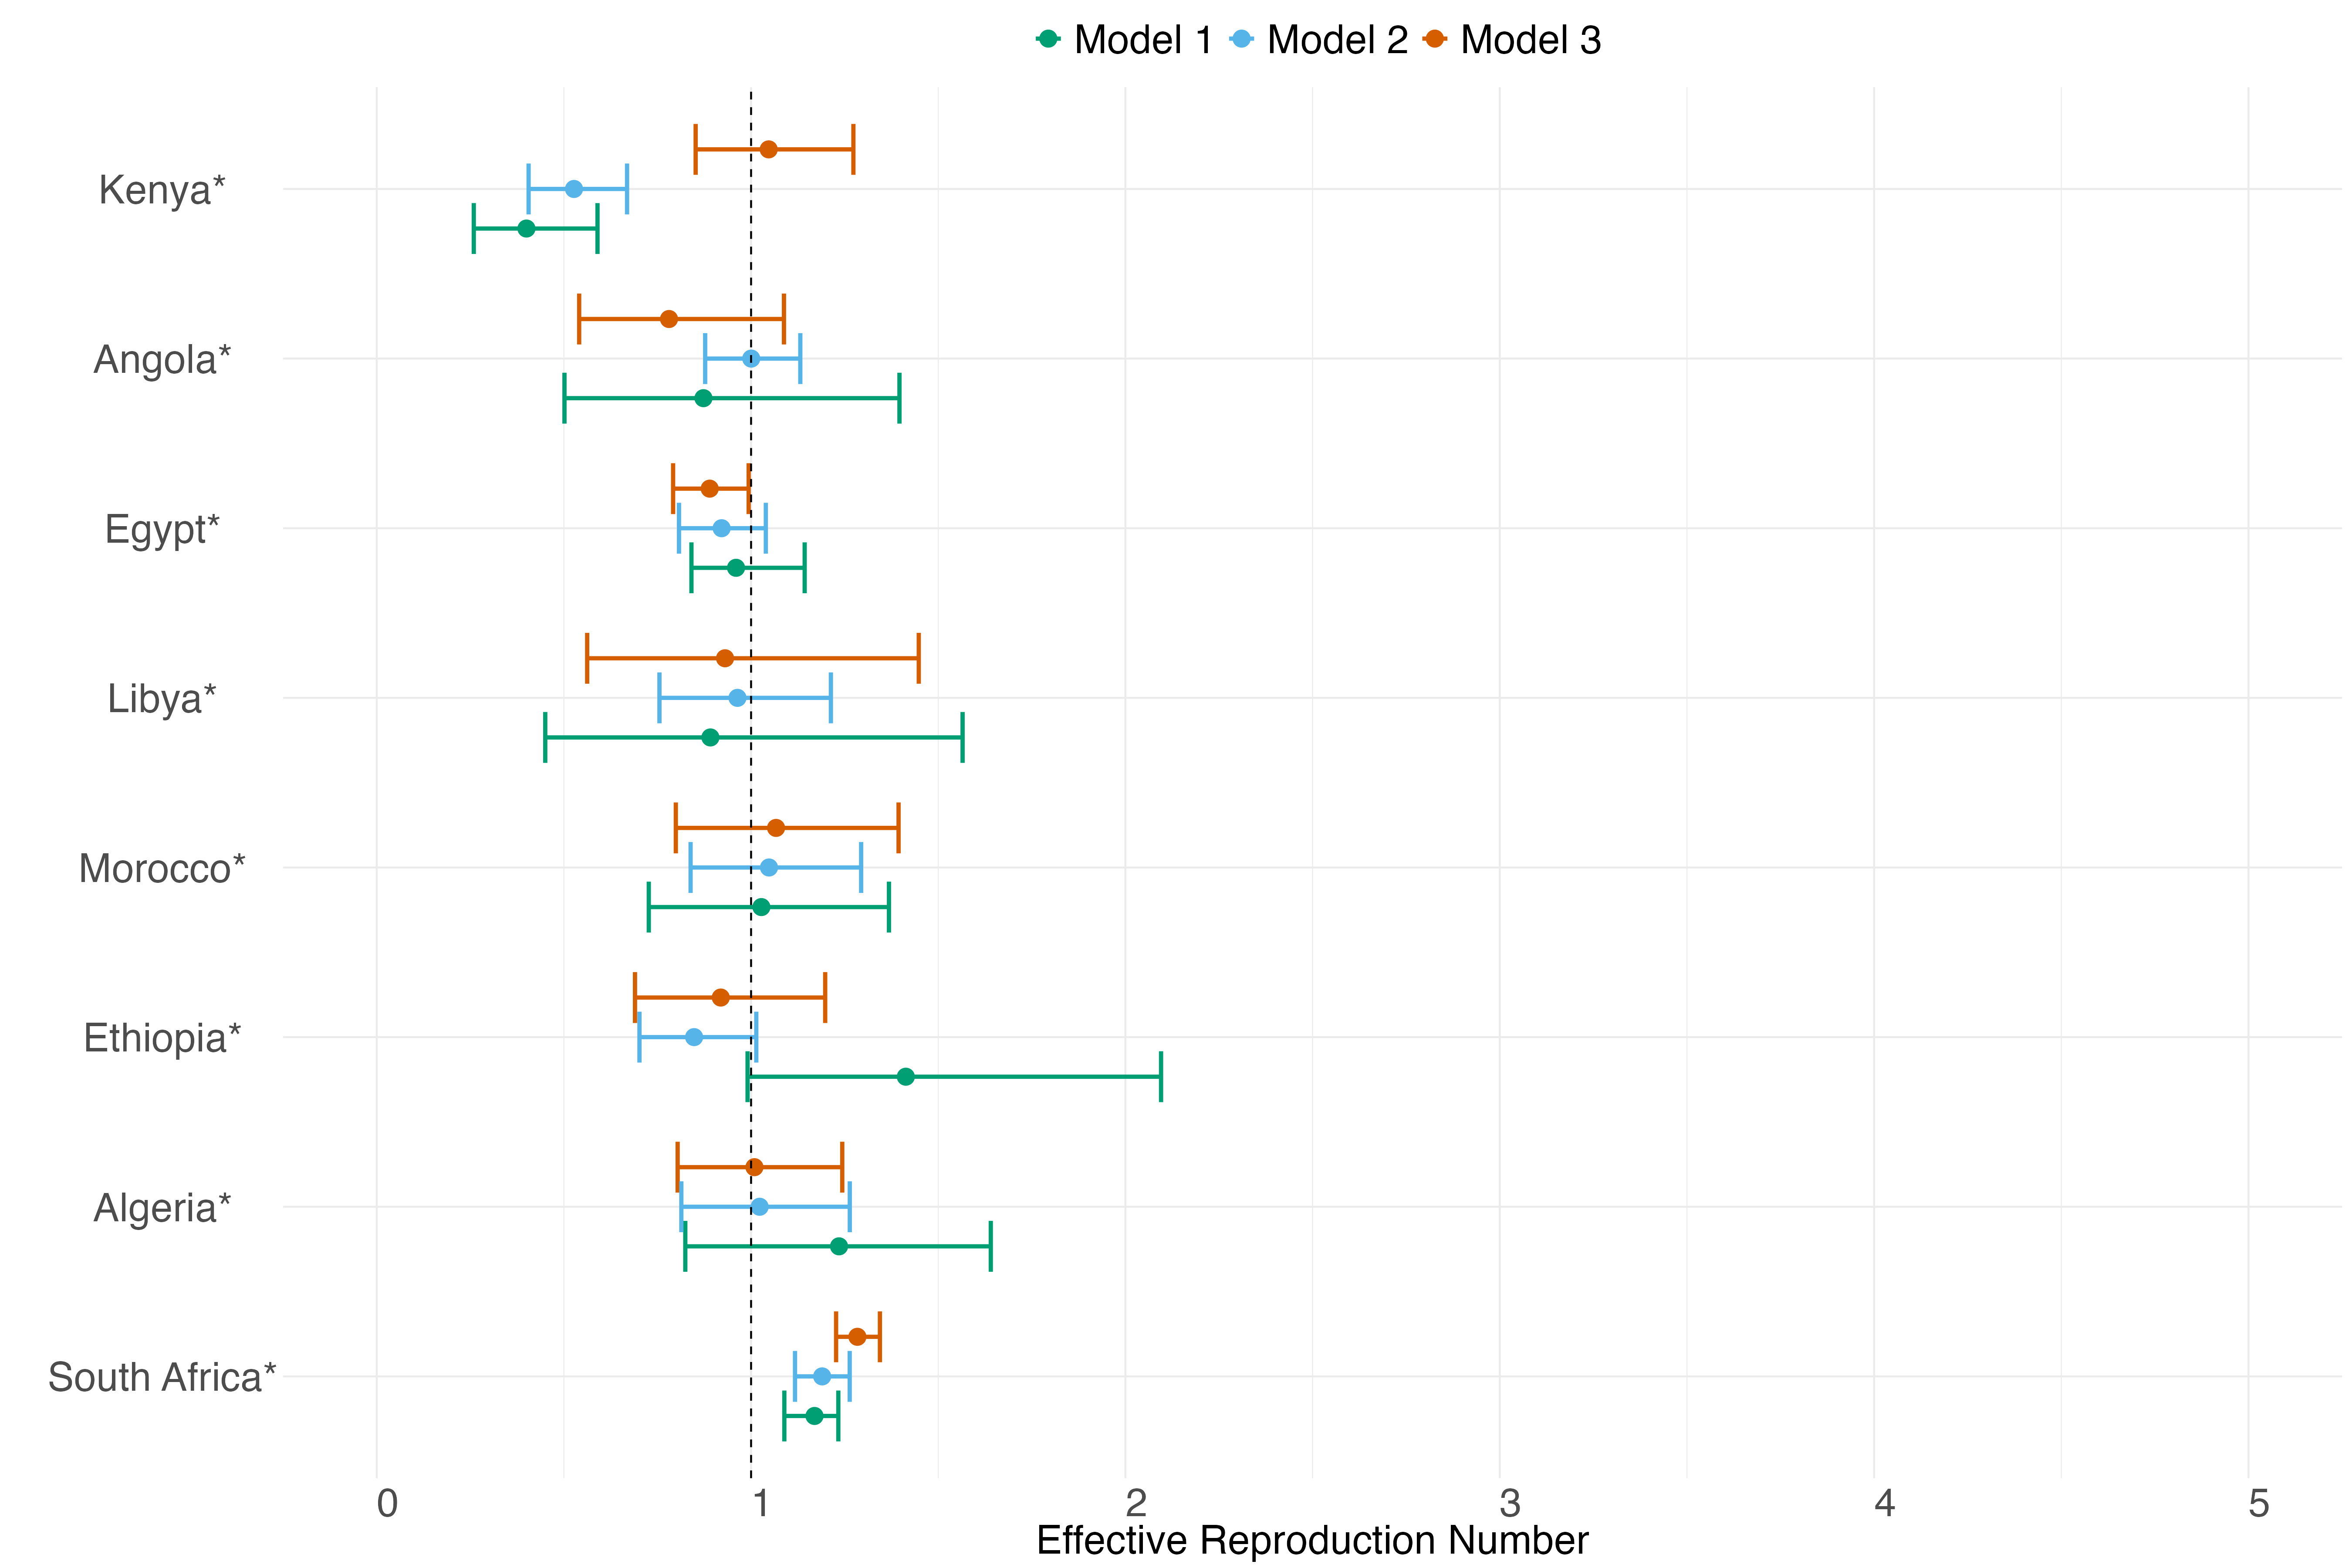 Model 1 Model 2 Model 3
Kenya*
Angola*
Egypt*
Libya*
Morocco*
Ethiopia*
Algeria*
South Africa*
0 1 2 3 4 5
Effective Reproduction Number